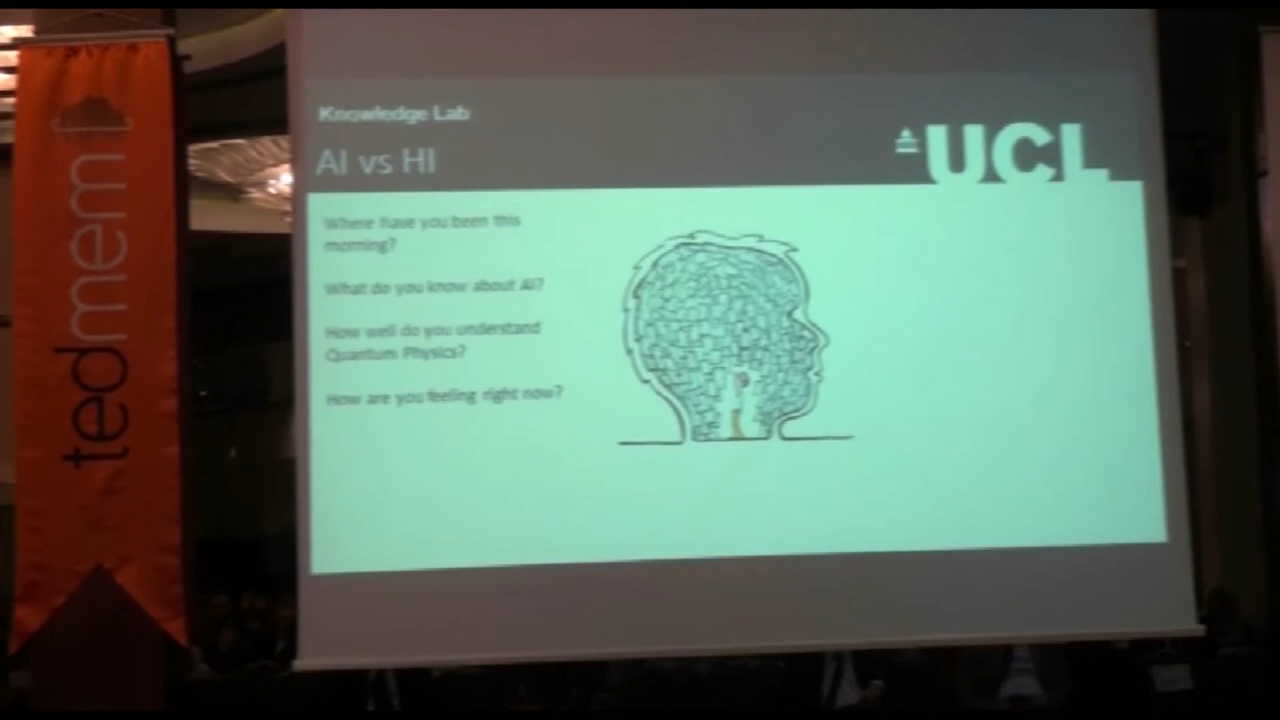 tedmem
Knowledge Lab
AI vs HI
UCL
Where have you been this
morning?
What do you know about AI?
How well do you understand
Quantum Physics?
How are you feeling right now?